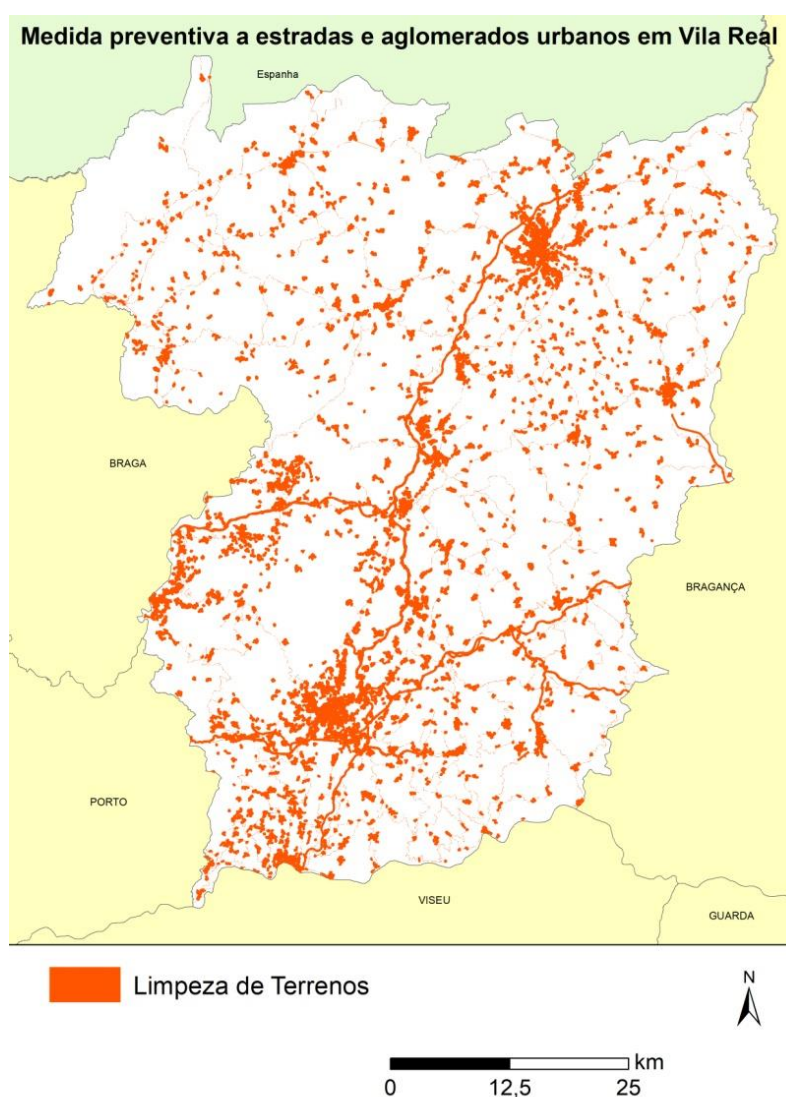 Medida preventiva a estradas e aglomerados urbanos em Vila Real
Espanha
BRAGA
BRAGANÇA
PORTO
VISEU
GUARDA
Limpeza de Terrenos
N
km
0 12,5 25